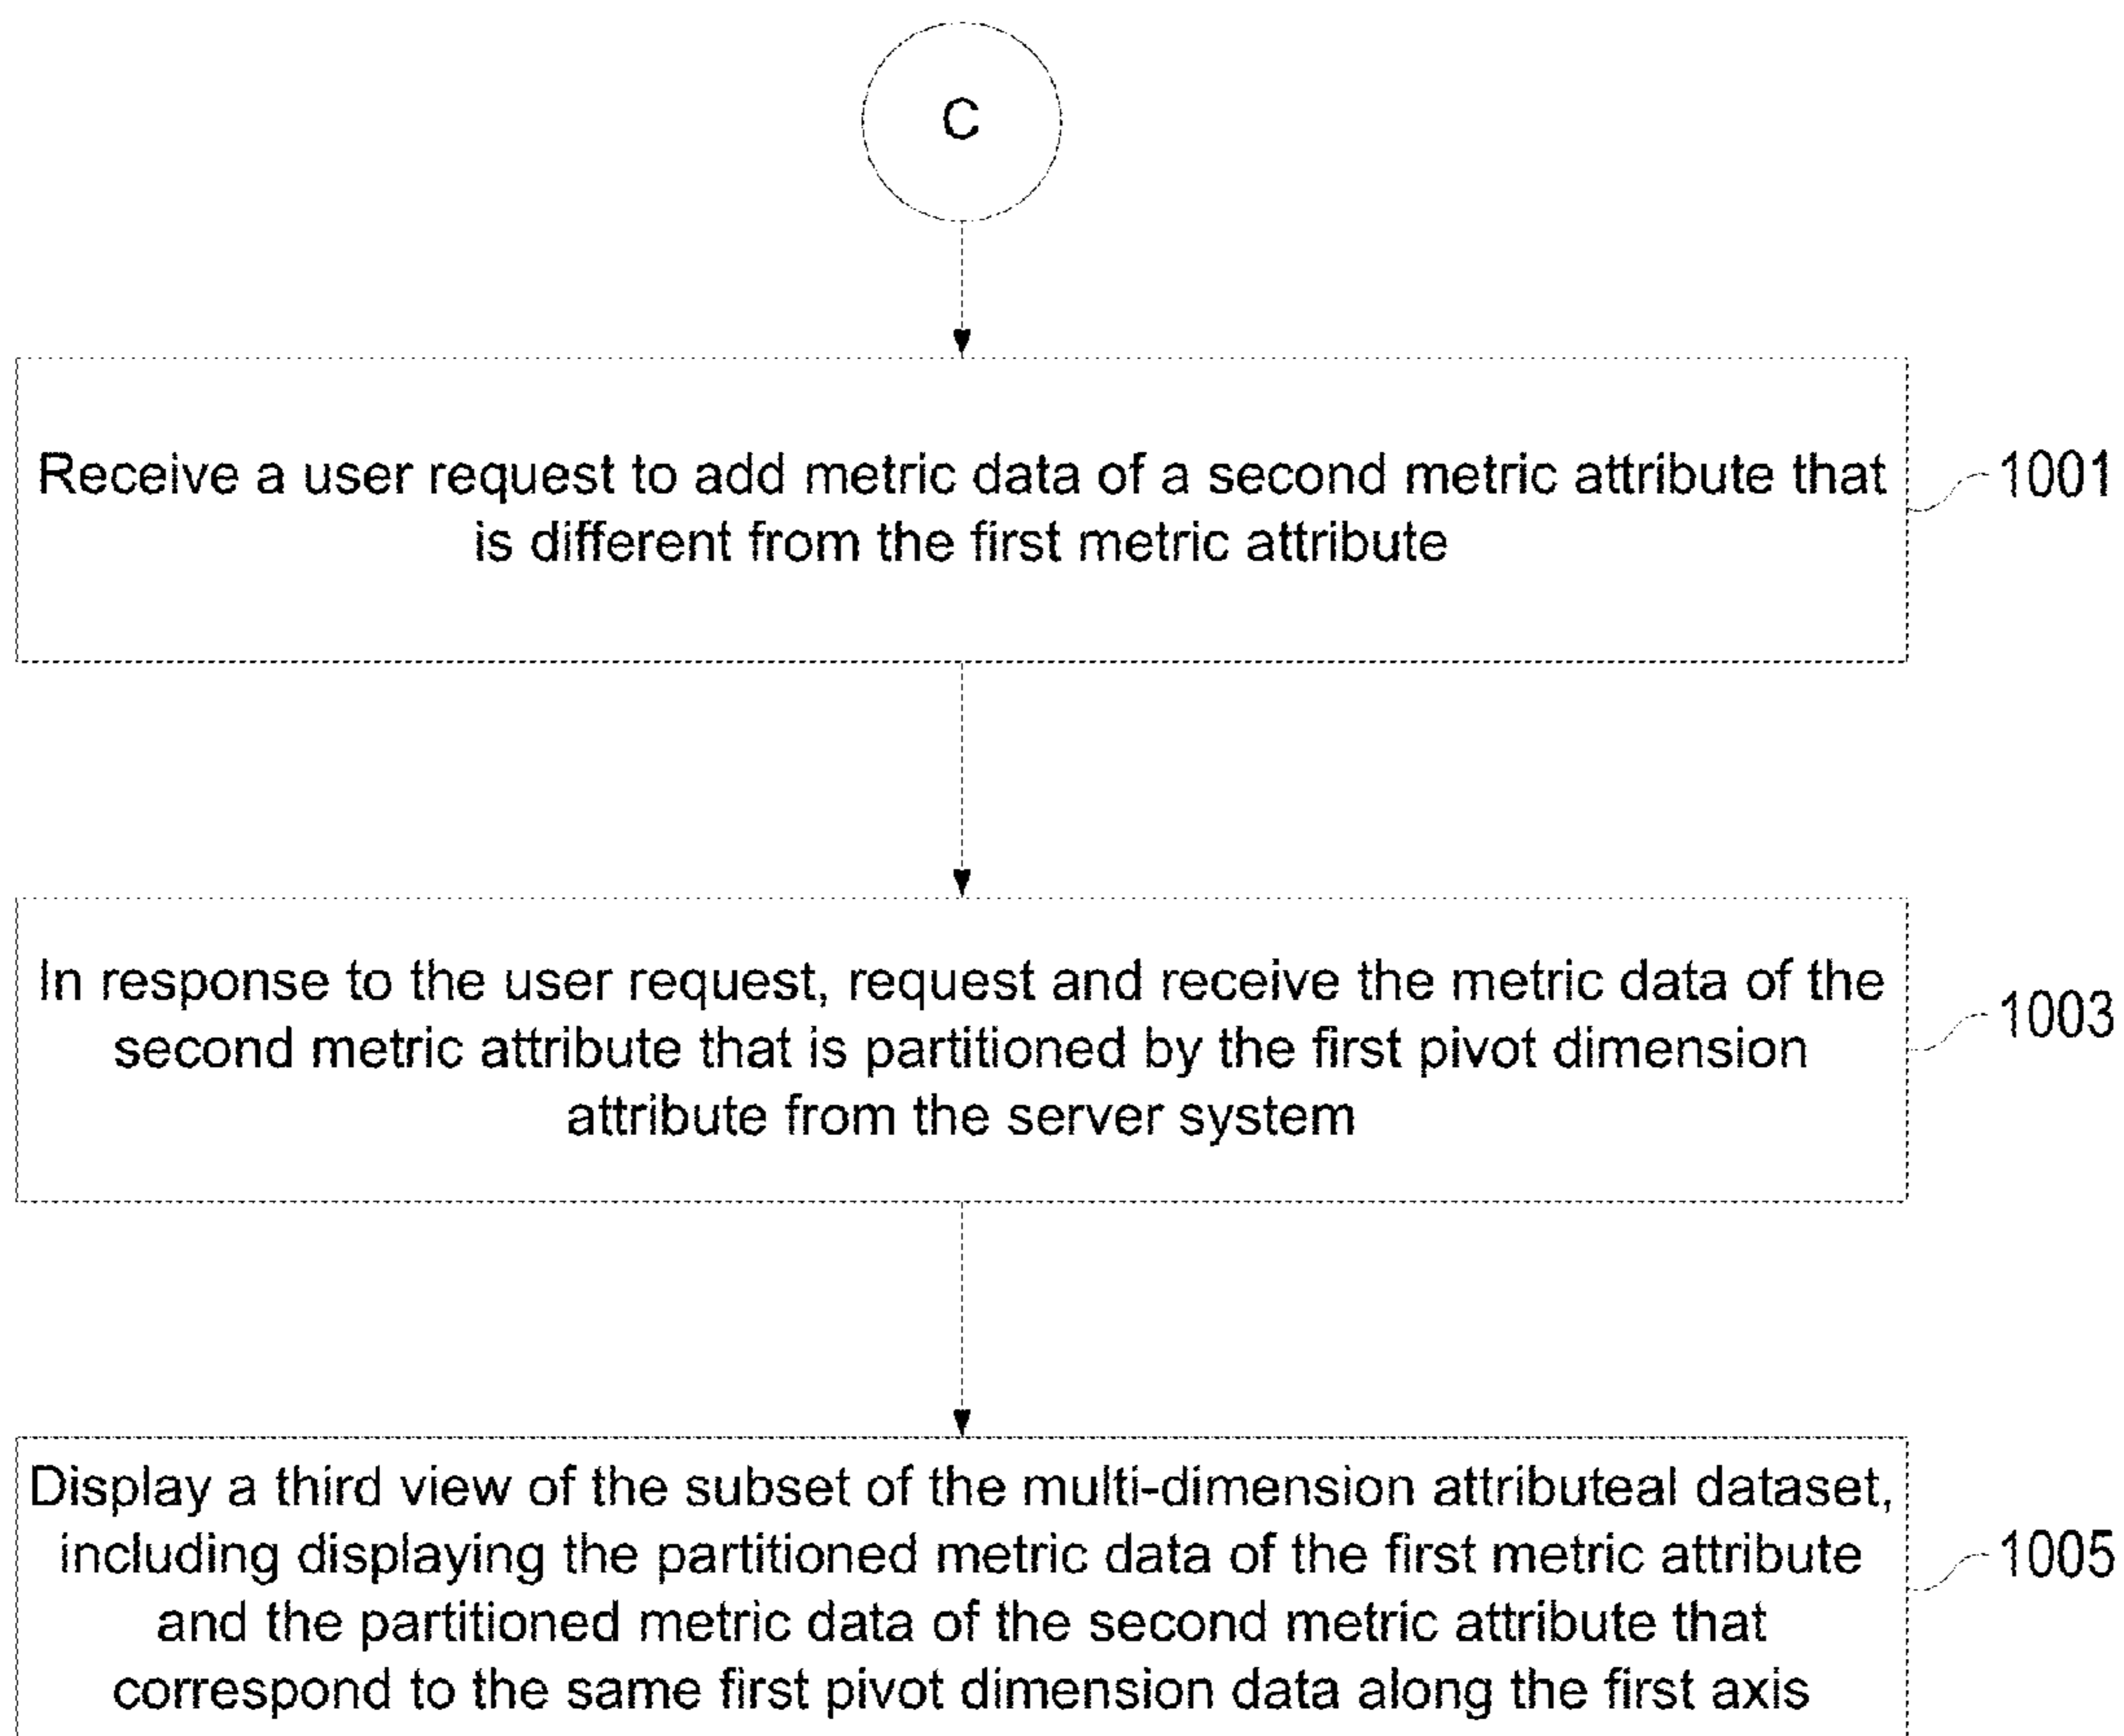 C
Receive a user request to add metric data of a second metric attribute that
is different from the first metric attribute
1001
In response to the user request, request and receive the metric data of the
second metric attribute that is partitioned by the first pivot dimension
attribute from the server system
1003
Display a third view of the subset of the multi-dimension attributeal dataset,
including displaying the partitioned metric data of the first metric attribute
and the partitioned metric data of the second metric attribute that
correspond to the same first pivot dimension data along the first axis
1005